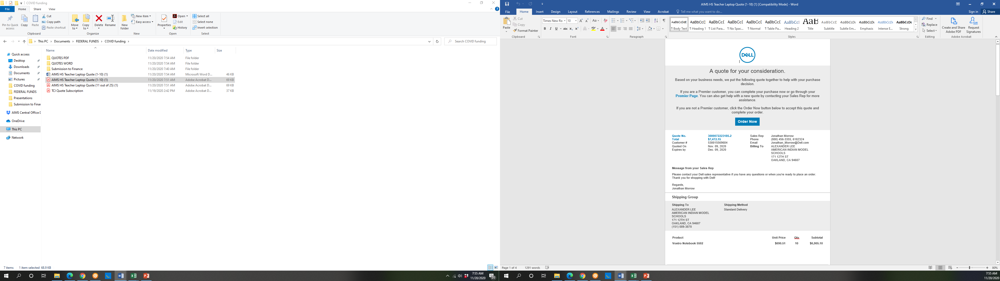 COVID funding
File Home Share View
Pin to Quick access
Copy
Paste
Cut
Copy path
Paste shortcut
Clipboard
Move to
Copy to
Delete
Rename
Organize
New folder
New item
Easy access
New
Properties
Open
Edit
History
Open
Select all
Select none
Invert selection
Select
This PC > Documents > FEDERAL FUNDS > COVID funding >
Search COVID funding
Name Date modified Type Size
QUOTES PDF 11/20/2020 7:54 AM File folder
QUOTES WORD 11/20/2020 7:54 AM File folder
Submission to Finance 11/20/2020 7:40 AM File folder
AIMS HS Teacher Laptop Quote (1-10) (1) 11/20/2020 7:54 AM Microsoft Word D... 46 KB
AIMS HS Teacher Laptop Quote (1-10) (1) 11/20/2020 7:51 AM Adobe Acrobat D... 69 KB
AIMS HS Teacher Laptop Quote (11 out of 25) (1) 11/20/2020 7:51 AM Adobe Acrobat D... 69 KB
TCI Quote Subscription 11/19/2020 2:42 PM Adobe Acrobat D... 37 KB
Quick access
Desktop
Downloads
Documents
Pictures
COVID funding
FEDERAL FUNDS
Presentations
Submission to Finan
AIMS Central Office D
OneDrive
This PC
Network
7 items 1 item selected 68.9 KB
7:55 AM
11/20/2020
20
AIMS HS Teacher Laptop Quote (1-10) (1) [Compatibility Mode] - Word
File Home Insert Design Layout References Mailings Review View Acrobat Tell me what you want to do...
Sign in Share
Paste
Cut
Copy
Format Painter
Clipboard
Times New Ro 10
B I U abc X₂ X²
Font
Paragraph
AaBbCcDdE AaBbCcC AaBbCcD AaBbCcI AaBbCcI AaBbCcI AaBbCcI AaB AaBbCcD AaBbCcDc AaBbCcDc AaBbCcDc AaBbCcDc
¶ Body Text ¶ Heading 1 ¶ List Para... ¶ No Spac... ¶ Normal ¶ Table Pa... Heading 2 Title Subtitle Subtle Em... Emphasis Intense E... Strong
Styles
Find
Replace
Select
Editing
Create and Share Adobe PDF
Request Signatures
Adobe Acrobat
DELL
A quote for your consideration.
Based on your business needs, we put the following quote together to help with your purchase
decision.
If you are a Premier customer, you can complete your purchase now or go through your
Premier Page. You can also get help with a new quote by contacting your Sales Rep for more
assistance.
If you are not a Premier customer, click the Order Now button below to accept this quote and
complete your order.
Order Now
Quote No. 3000072223185.2 Sales Rep Jonathan Morrow
Total $7,472.15 Phone (800) 456-3355, 6182324
Customer # 530015569684 Email Jonathan_Morrow@Dell.com
Quoted On Nov. 09, 2020 Billing To ALEXANDER LEE
Expires by Dec. 09, 2020 AMERICAN INDIAN MODEL
SCHOOLS
171 12TH ST
OAKLAND, CA 94607
Message from your Sales Rep
Please contact your Dell sales representative if you have any questions or when you're ready to place an order.
Thank you for shopping with Dell!
Regards,
Jonathan Morrow
Shipping Group
Shipping To Shipping Method
ALEXANDER LEE Standard Delivery
AMERICAN INDIAN MODEL
SCHOOLS
171 12TH ST
OAKLAND, CA 94607
(151) 089-3870
Product Unit Price Qty. Subtotal
Vostro Notebook 5502 $690.51 10 $6,905.10
Page 1 of 4 1291 words
80%
7:55 AM
11/20/2020